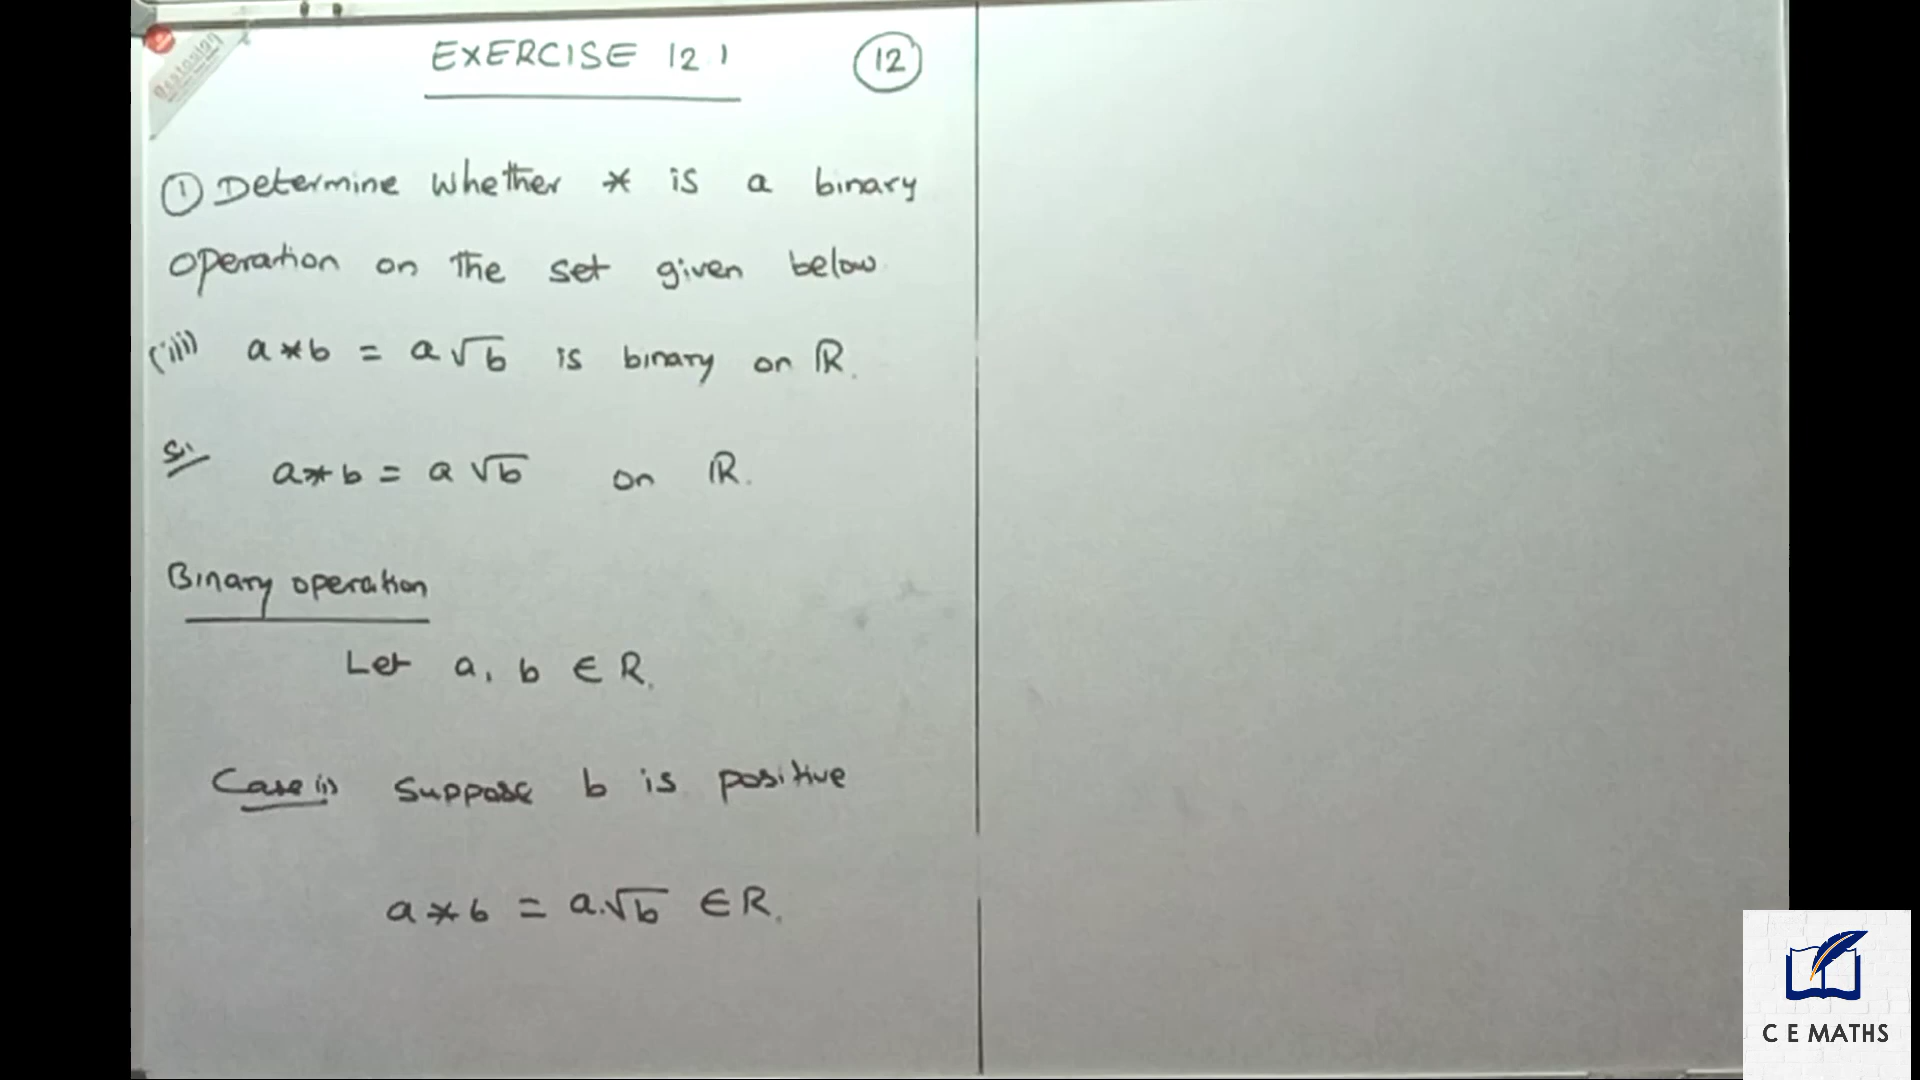 EXERCISE 12.1
12
① Determine whether * is a binary
operation on the set given below
(iii) a*b = a√b is binary on ℝ.
a*b = a√b on ℝ.
Binary operation
Let a, b ∈ R.
Case (i) Suppose b is positive
a*b = a.√b ∈ R.
C E MATHS